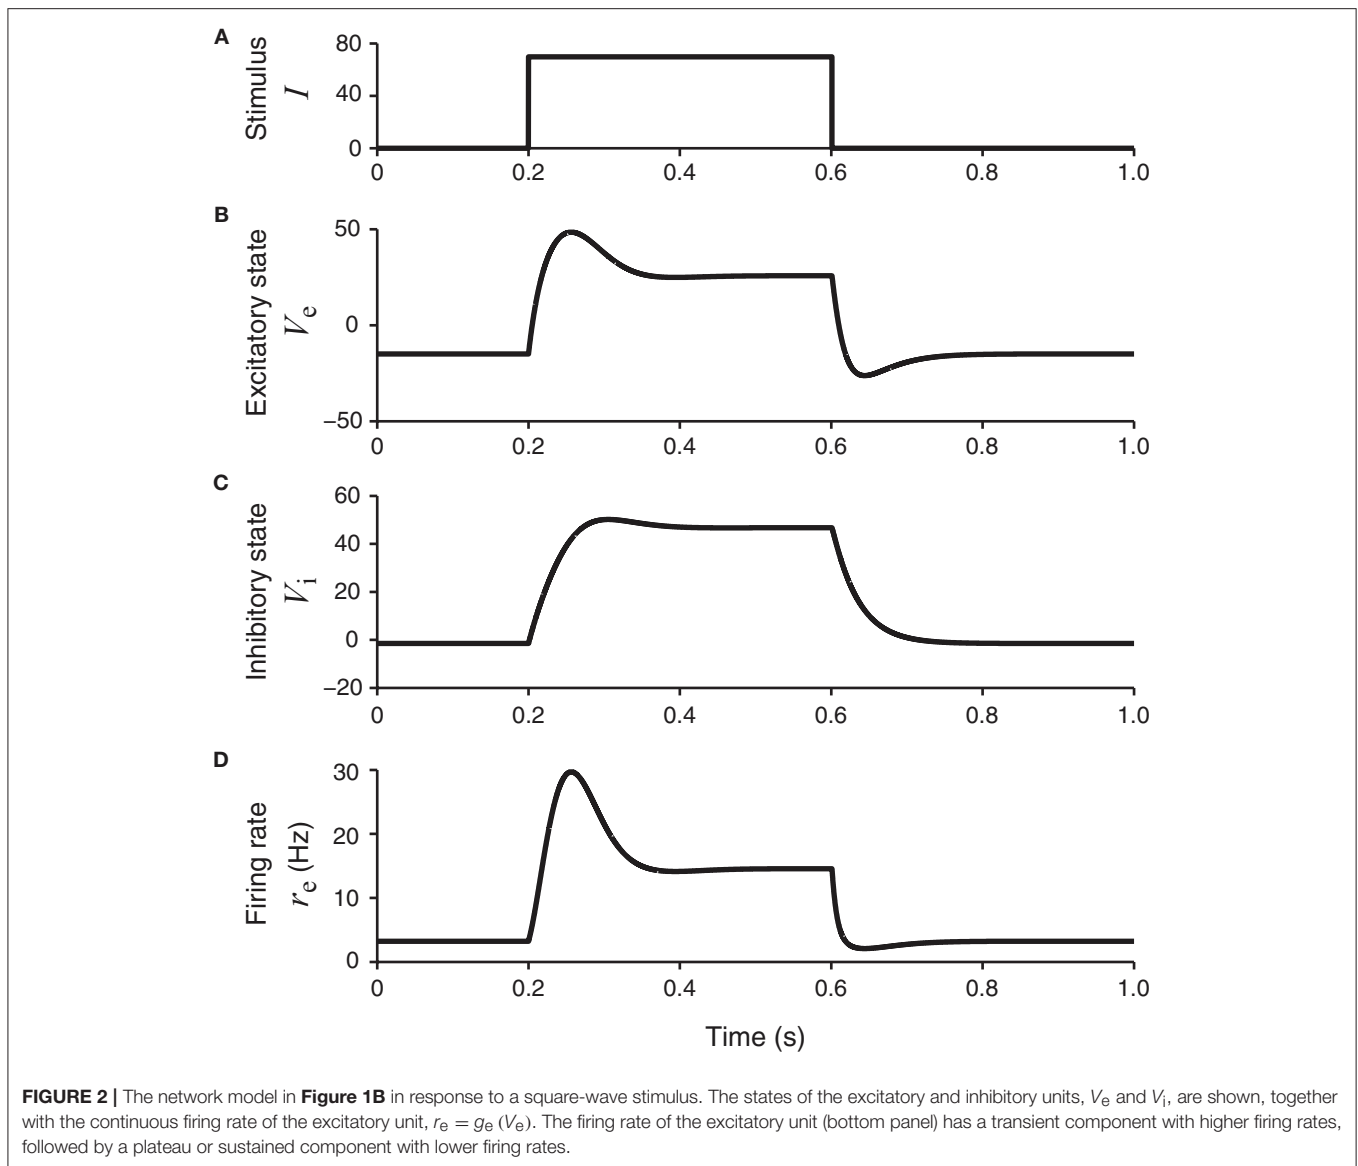 A
Stimulus
I
80
40
0
0 0.2 0.4 0.6 0.8 1.0
B
Excitatory state
Ve
50
0
−50
0 0.2 0.4 0.6 0.8 1.0
C
Inhibitory state
Vi
60
40
20
0
−20
0 0.2 0.4 0.6 0.8 1.0
D
Firing rate
re (Hz)
30
20
10
0
0 0.2 0.4 0.6 0.8 1.0
Time (s)
FIGURE 2 | The network model in Figure 1B in response to a square-wave stimulus. The states of the excitatory and inhibitory units, Ve and Vi, are shown, together
with the continuous firing rate of the excitatory unit, re = ge (Ve). The firing rate of the excitatory unit (bottom panel) has a transient component with higher firing rates,
followed by a plateau or sustained component with lower firing rates.